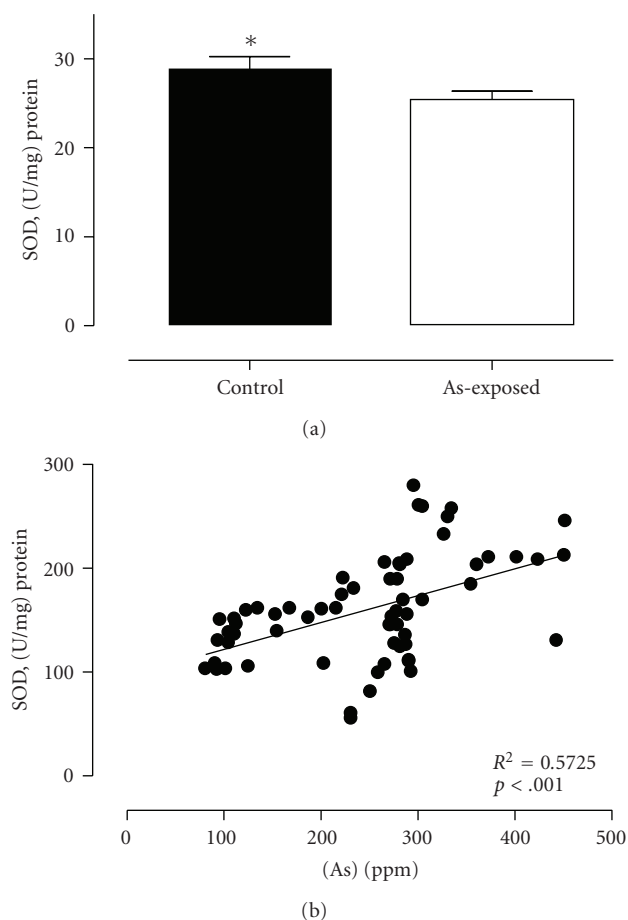 30
20
10
0
SOD, (U/mg) protein
*
Control
As-exposed
(a)
300
200
100
0
SOD, (U/mg) protein
R² = 0.5725
p < .001
0
100
200
300
400
500
(As) (ppm)
(b)